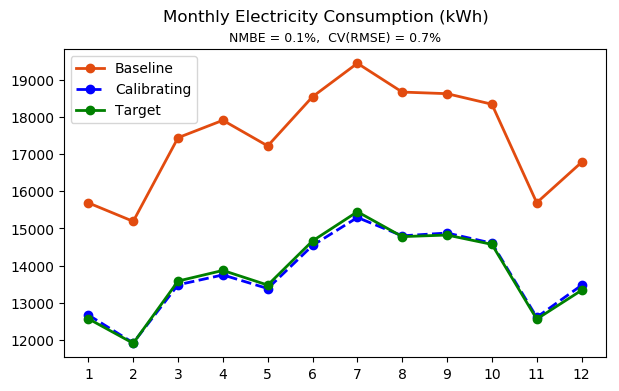 Monthly Electricity Consumption (kWh)
NMBE = 0.1%,  CV(RMSE) = 0.7%
Baseline
Calibrating
Target
19000
18000
17000
16000
15000
14000
13000
12000
1 2 3 4 5 6 7 8 9 10 11 12